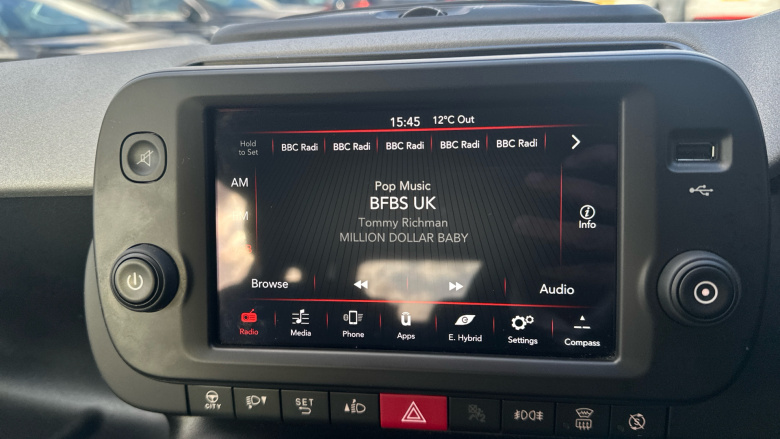 15:45 12°C Out
Hold
to Set
BBC Radi BBC Radi BBC Radi BBC Radi BBC Radi
AM
Pop Music
BFBS UK
Tommy Richman
MILLION DOLLAR BABY
Info
Browse
Audio
Radio Media Phone Apps E. Hybrid Settings Compass
CITY
SET